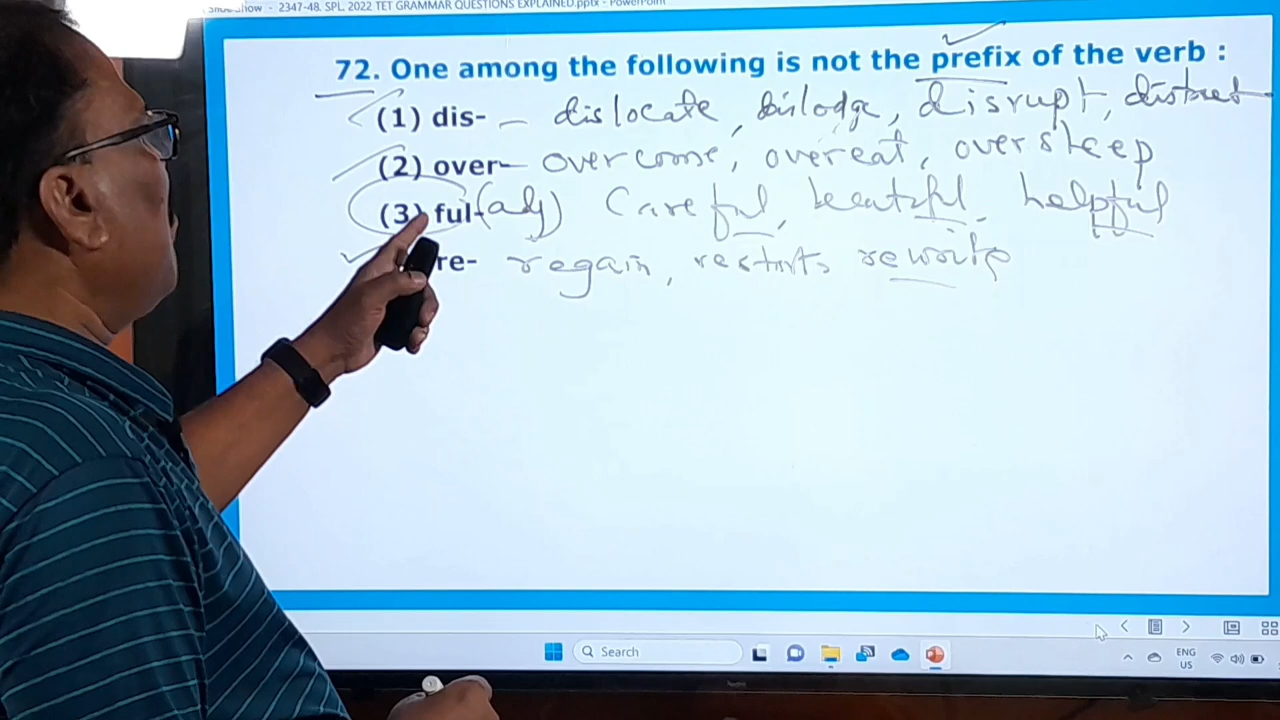 Show - 2347-48. SPL. 2022 TET GRAMMAR QUESTIONS EXPLAINED.pptx - PowerPoint
72. One among the following is not the prefix of the verb :
(1) dis- - dislocate, dislodge, disrupt, distract
(2) over- overcome, overeat, oversleep
(3) ful- (adj) Careful, beautiful, helpful
re- regain, restarts rewrite
Search
ENG
US